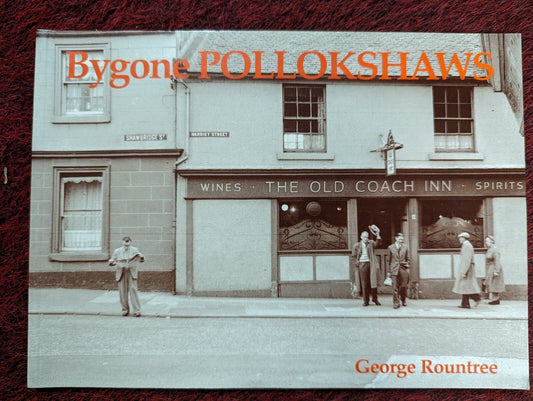 Bygone POLLOKSHAWS
SHAWBRIDGE ST.
HARRIET STREET
WINES · THE OLD COACH INN · SPIRITS
George Rountree